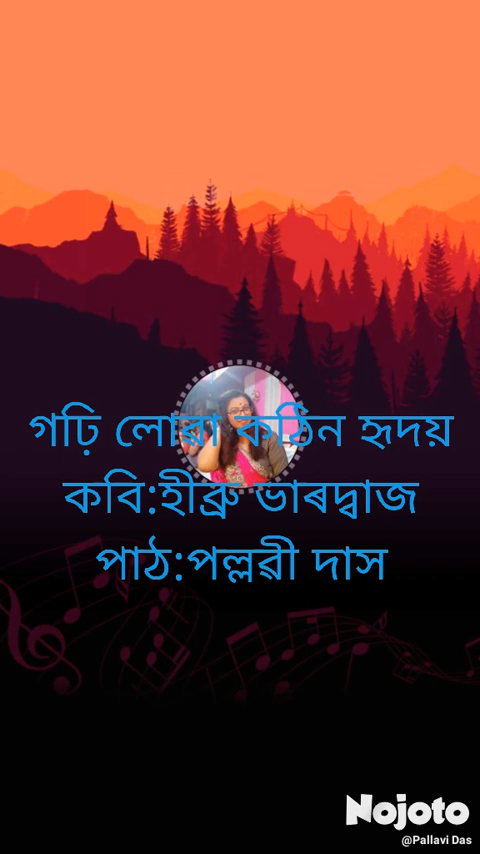 গঢ়ি লোৱা কঠিন হৃদয়
কবি:হীব্ৰু ভাৰদ্বাজ
পাঠ:পল্লৱী দাস
Nojoto
@Pallavi Das